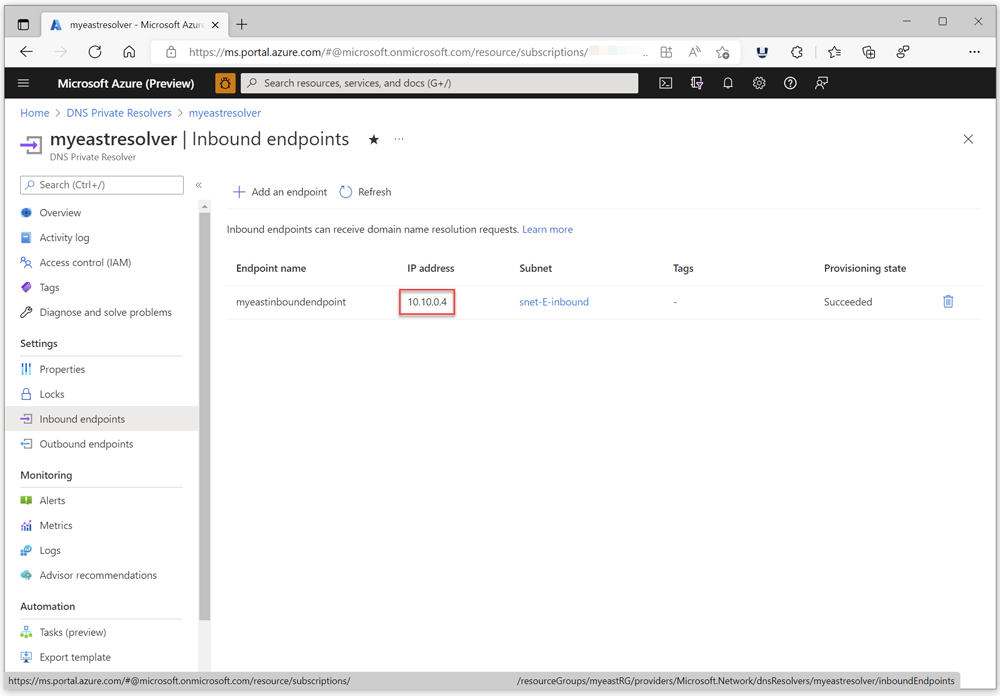 myeastresolver - Microsoft Azure
https://ms.portal.azure.com/#@microsoft.onmicrosoft.com/resource/subscriptions/
Microsoft Azure (Preview)
Search resources, services, and docs (G+/)
Home > DNS Private Resolvers > myeastresolver
myeastresolver | Inbound endpoints
DNS Private Resolver
Search (Ctrl+/)
Overview
Activity log
Access control (IAM)
Tags
Diagnose and solve problems
Settings
Properties
Locks
Inbound endpoints
Outbound endpoints
Monitoring
Alerts
Metrics
Logs
Advisor recommendations
Automation
Tasks (preview)
Export template
Add an endpoint Refresh
Inbound endpoints can receive domain name resolution requests. Learn more
Endpoint name IP address Subnet Tags Provisioning state
myeastinboundendpoint 10.10.0.4 snet-E-inbound - Succeeded
https://ms.portal.azure.com/#@microsoft.onmicrosoft.com/resource/subscriptions/ /resourceGroups/myeastRG/providers/Microsoft.Network/dnsResolvers/myeastresolver/inboundEndpoints